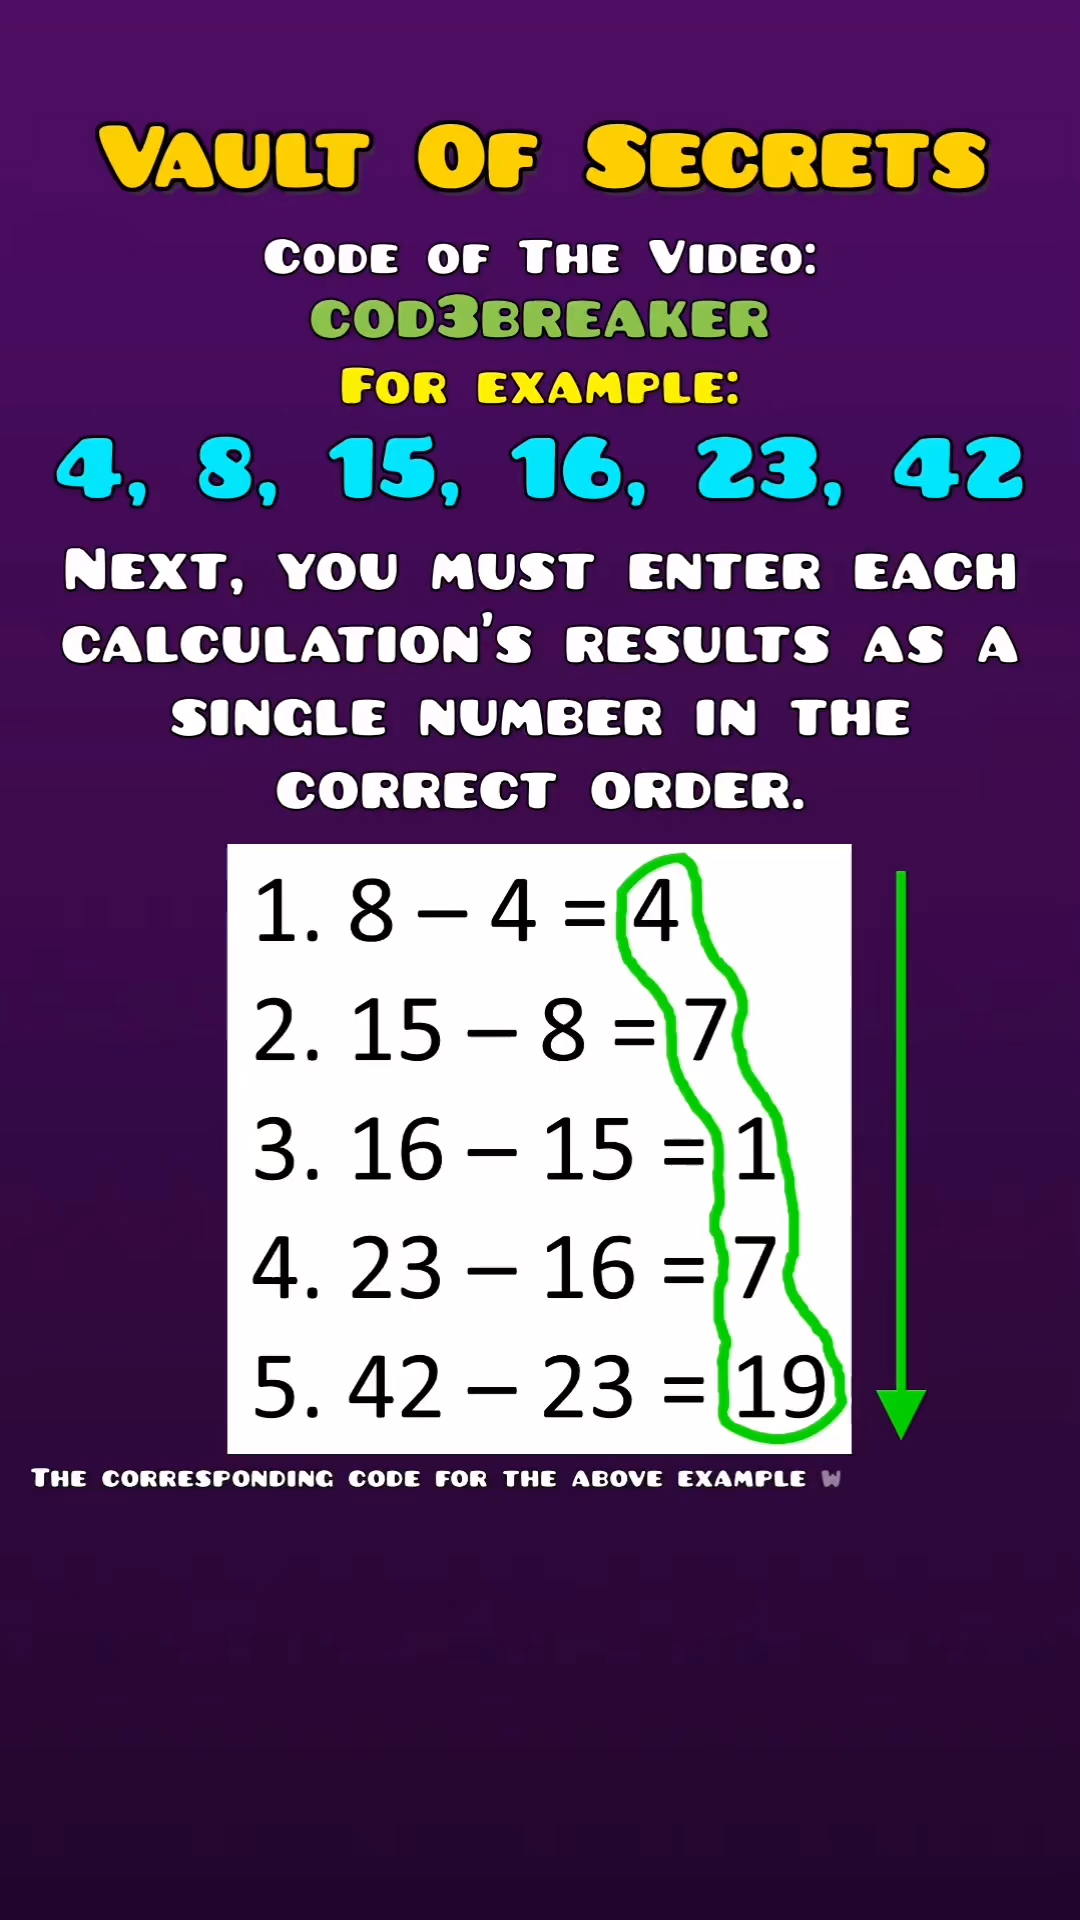 Vault Of Secrets
Code of The Video:
cod3breaker
For example:
4, 8, 15, 16, 23, 42
Next, you must enter each
calculation's results as a
single number in the
correct order.
1. 8 – 4 = 4
2. 15 – 8 = 7
3. 16 – 15 = 1
4. 23 – 16 = 7
5. 42 – 23 = 19
The corresponding code for the above example w